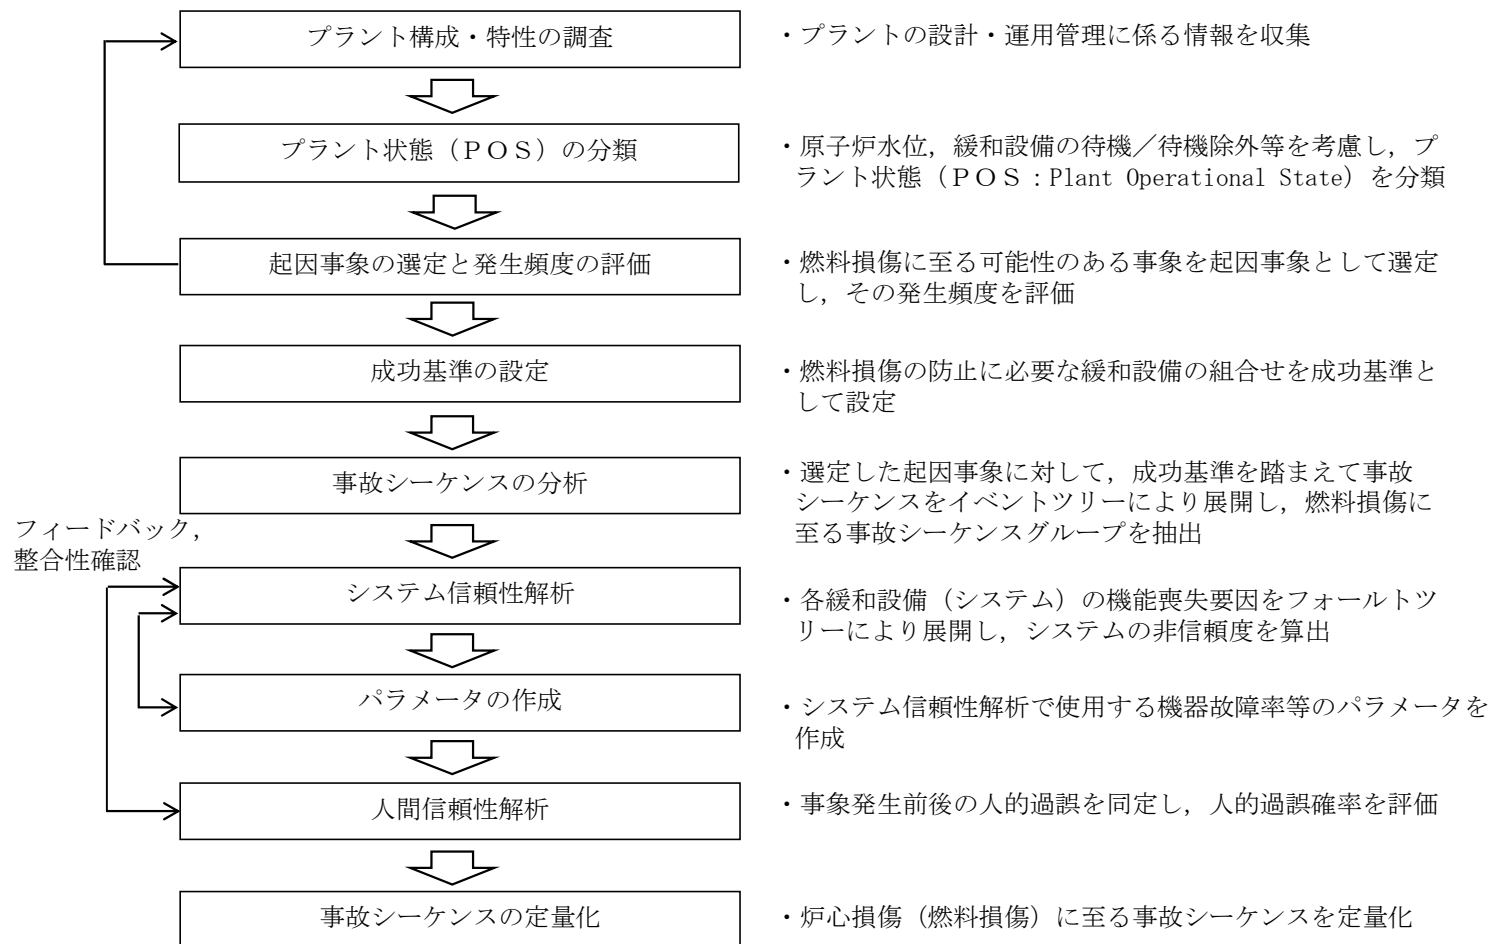 プラント構成・特性の調査
・プラントの設計・運用管理に係る情報を収集
プラント状態（ＰＯＳ）の分類
・原子炉水位，緩和設備の待機／待機除外等を考慮し，プ
ラント状態（ＰＯＳ：Plant Operational State）を分類
起因事象の選定と発生頻度の評価
・燃料損傷に至る可能性のある事象を起因事象として選定
し，その発生頻度を評価
成功基準の設定
・燃料損傷の防止に必要な緩和設備の組合せを成功基準と
して設定
事故シーケンスの分析
・選定した起因事象に対して，成功基準を踏まえて事故
シーケンスをイベントツリーにより展開し，燃料損傷に
至る事故シーケンスグループを抽出
フィードバック，
整合性確認
システム信頼性解析
・各緩和設備（システム）の機能喪失要因をフォールトツ
リーにより展開し，システムの非信頼度を算出
パラメータの作成
・システム信頼性解析で使用する機器故障率等のパラメータを
作成
人間信頼性解析
・事象発生前後の人的過誤を同定し，人的過誤確率を評価
事故シーケンスの定量化
・炉心損傷（燃料損傷）に至る事故シーケンスを定量化